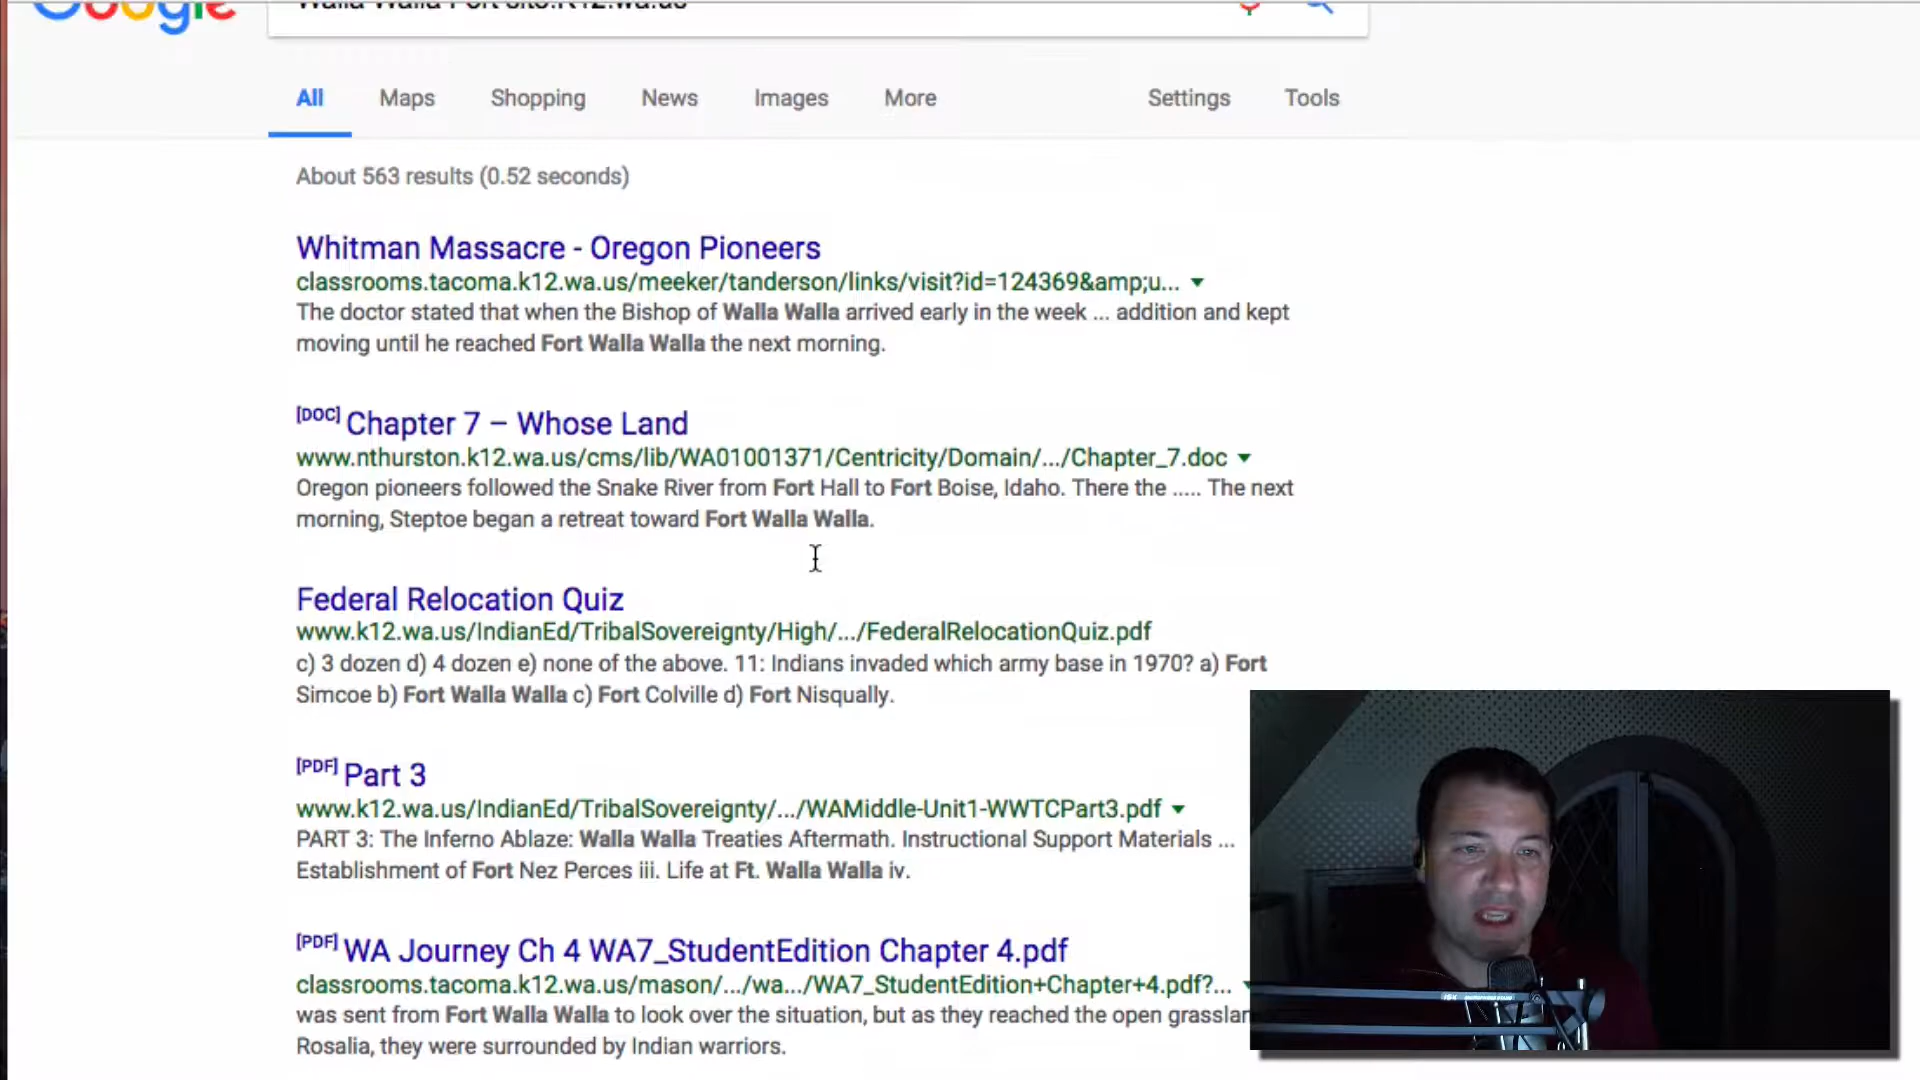 Google
Walla Walla Fort site:K12.wa.us
All Maps Shopping News Images More Settings Tools
About 563 results (0.52 seconds)
Whitman Massacre - Oregon Pioneers
classrooms.tacoma.k12.wa.us/meeker/tanderson/links/visit?id=124369&amp;u...
The doctor stated that when the Bishop of Walla Walla arrived early in the week ... addition and kept
moving until he reached Fort Walla Walla the next morning.
[DOC] Chapter 7 – Whose Land
www.nthurston.k12.wa.us/cms/lib/WA01001371/Centricity/Domain/.../Chapter_7.doc
Oregon pioneers followed the Snake River from Fort Hall to Fort Boise, Idaho. There the ..... The next
morning, Steptoe began a retreat toward Fort Walla Walla.
Federal Relocation Quiz
www.k12.wa.us/IndianEd/TribalSovereignty/High/.../FederalRelocationQuiz.pdf
c) 3 dozen d) 4 dozen e) none of the above. 11: Indians invaded which army base in 1970? a) Fort
Simcoe b) Fort Walla Walla c) Fort Colville d) Fort Nisqually.
[PDF] Part 3
www.k12.wa.us/IndianEd/TribalSovereignty/.../WAMiddle-Unit1-WWTCPart3.pdf
PART 3: The Inferno Ablaze: Walla Walla Treaties Aftermath. Instructional Support Materials ...
Establishment of Fort Nez Perces iii. Life at Ft. Walla Walla iv.
[PDF] WA Journey Ch 4 WA7_StudentEdition Chapter 4.pdf
classrooms.tacoma.k12.wa.us/mason/.../wa.../WA7_StudentEdition+Chapter+4.pdf?...
was sent from Fort Walla Walla to look over the situation, but as they reached the open
Rosalia, they were surrounded by Indian warriors.